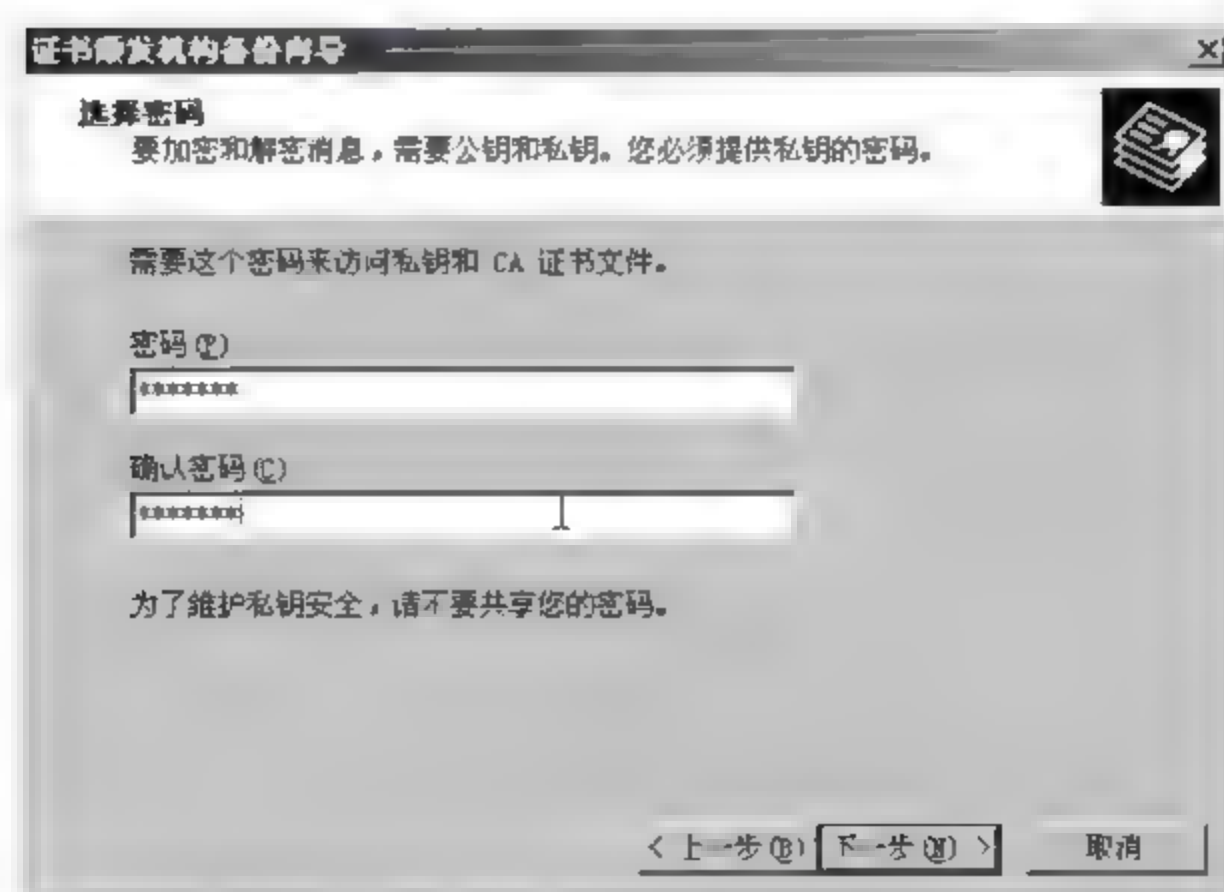 证书颁发机构备份向导
选择密码
要加密和解密消息，需要公钥和私钥。您必须提供私钥的密码。
需要这个密码来访问私钥和 CA 证书文件。
密码(P)
*******
确认密码(C)
*******
为了维护私钥安全，请不要共享您的密码。
< 上一步(B) 下一步(N) > 取消